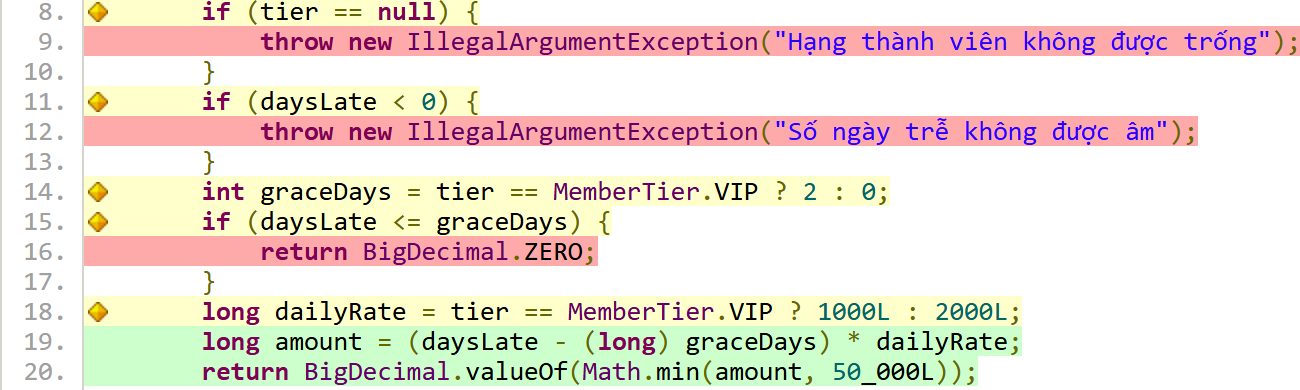 8. if (tier == null) {
9. throw new IllegalArgumentException("Hạng thành viên không được trống");
10. }
11. if (daysLate < 0) {
12. throw new IllegalArgumentException("Số ngày trễ không được âm");
13. }
14. int graceDays = tier == MemberTier.VIP ? 2 : 0;
15. if (daysLate <= graceDays) {
16. return BigDecimal.ZERO;
17. }
18. long dailyRate = tier == MemberTier.VIP ? 1000L : 2000L;
19. long amount = (daysLate - (long) graceDays) * dailyRate;
20. return BigDecimal.valueOf(Math.min(amount, 50_000L));